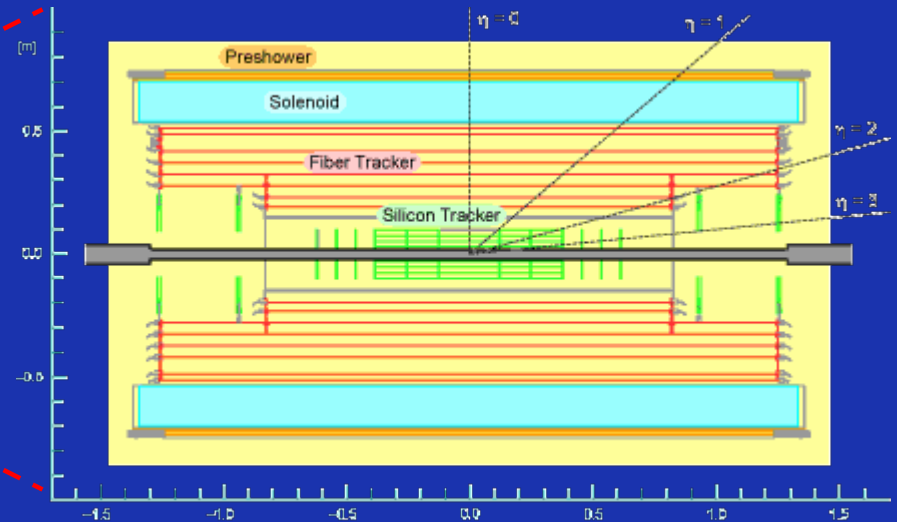 η = 0
η = 1
[m]
Preshower
Solenoid
0.5
η = 2
Fiber Tracker
η = 3
Silicon Tracker
0.0
-0.5
-1.5 -1.0 -0.5 0.0 0.5 1.0 1.5